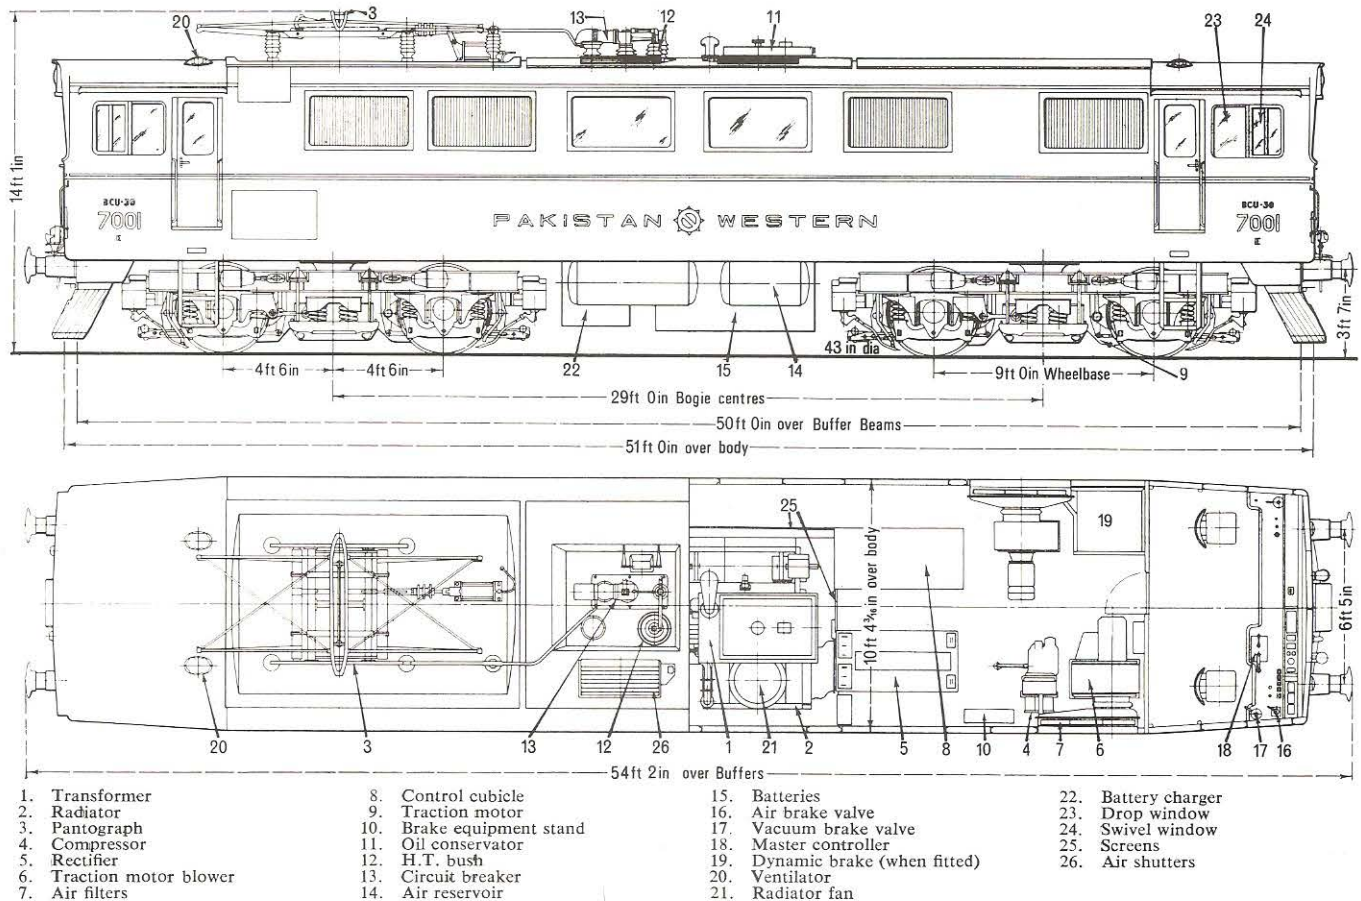 20
3
13
12
11
23
24
14ft 1in
BCU-30
7001
E
PAKISTAN WESTERN
BCU-30
7001
E
3ft 7in
43 in dia
4ft 6in
4ft 6in
22
15
14
9ft 0in Wheelbase
9
29ft 0in Bogie centres
50ft 0in over Buffer Beams
51ft 0in over body
25
19
10ft 4 3/16 in over body
6ft 5in
20
3
13
12
26
1
21
2
5
8
10
4
7
6
18
17
16
54ft 2in over Buffers
1. Transformer
2. Radiator
3. Pantograph
4. Compressor
5. Rectifier
6. Traction motor blower
7. Air filters
8. Control cubicle
9. Traction motor
10. Brake equipment stand
11. Oil conservator
12. H.T. bush
13. Circuit breaker
14. Air reservoir
15. Batteries
16. Air brake valve
17. Vacuum brake valve
18. Master controller
19. Dynamic brake (when fitted)
20. Ventilator
21. Radiator fan
22. Battery charger
23. Drop window
24. Swivel window
25. Screens
26. Air shutters